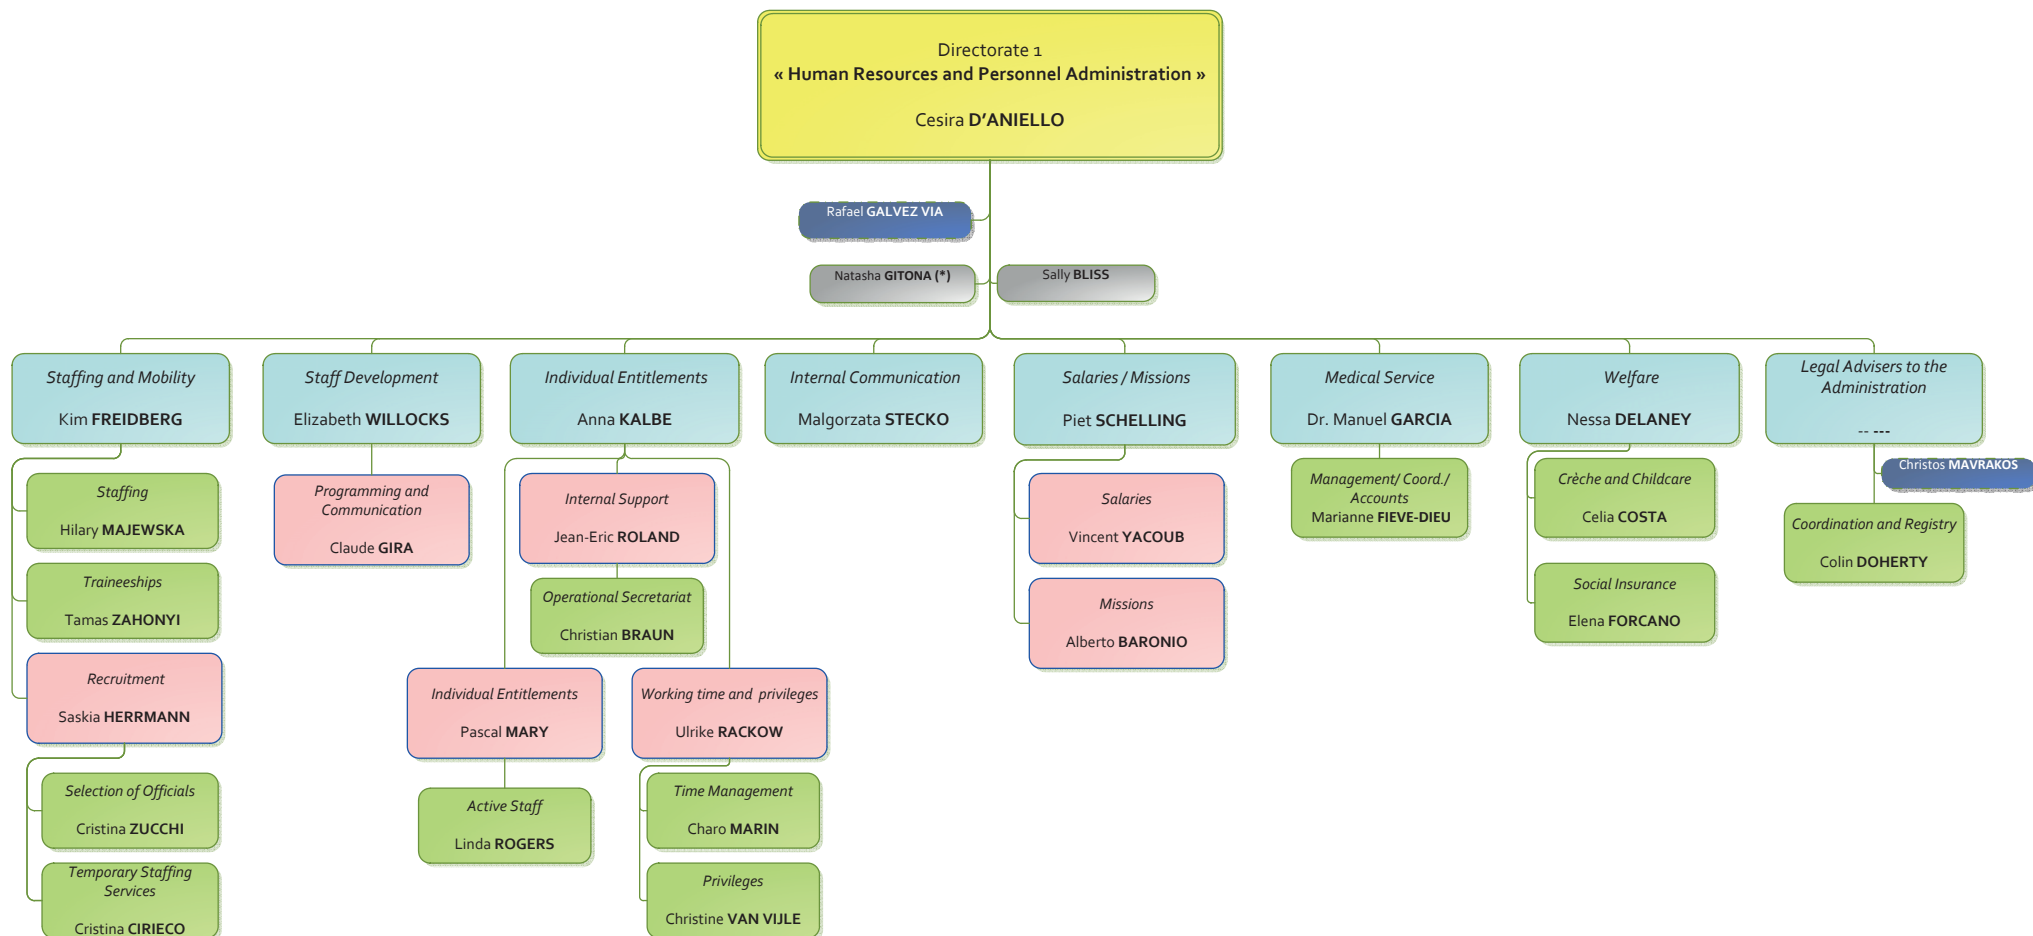 Directorate 1
« Human Resources and Personnel Administration »
Cesira D'ANIELLO
Rafael GALVEZ VIA
Natasha GITONA (*)
Sally BLISS
Staffing and Mobility
Kim FREIDBERG
Staff Development
Elizabeth WILLOCKS
Individual Entitlements
Anna KALBE
Internal Communication
Malgorzata STECKO
Salaries / Missions
Piet SCHELLING
Medical Service
Dr. Manuel GARCIA
Welfare
Nessa DELANEY
Legal Advisers to the
Administration
-- ---
Christos MAVRAKOS
Staffing
Hilary MAJEWSKA
Traineeships
Tamas ZAHONYI
Recruitment
Saskia HERRMANN
Selection of Officials
Cristina ZUCCHI
Temporary Staffing
Services
Cristina CIRIECO
Programming and
Communication
Claude GIRA
Internal Support
Jean-Eric ROLAND
Operational Secretariat
Christian BRAUN
Individual Entitlements
Pascal MARY
Active Staff
Linda ROGERS
Working time and  privileges
Ulrike RACKOW
Time Management
Charo MARIN
Privileges
Christine VAN VIJLE
Salaries
Vincent YACOUB
Missions
Alberto BARONIO
Management/ Coord./
Accounts
Marianne FIEVE-DIEU
Crèche and Childcare
Celia COSTA
Social Insurance
Elena FORCANO
Coordination and Registry
Colin DOHERTY